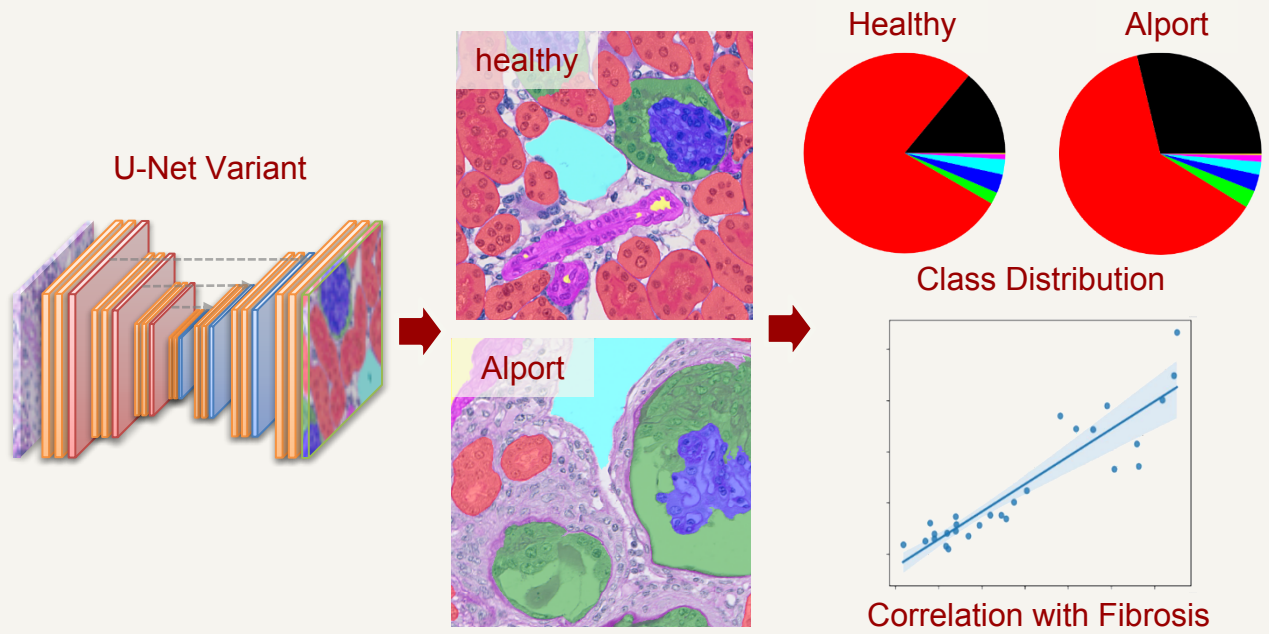 U-Net Variant
healthy
Alport
Healthy
Alport
Class Distribution
Correlation with Fibrosis